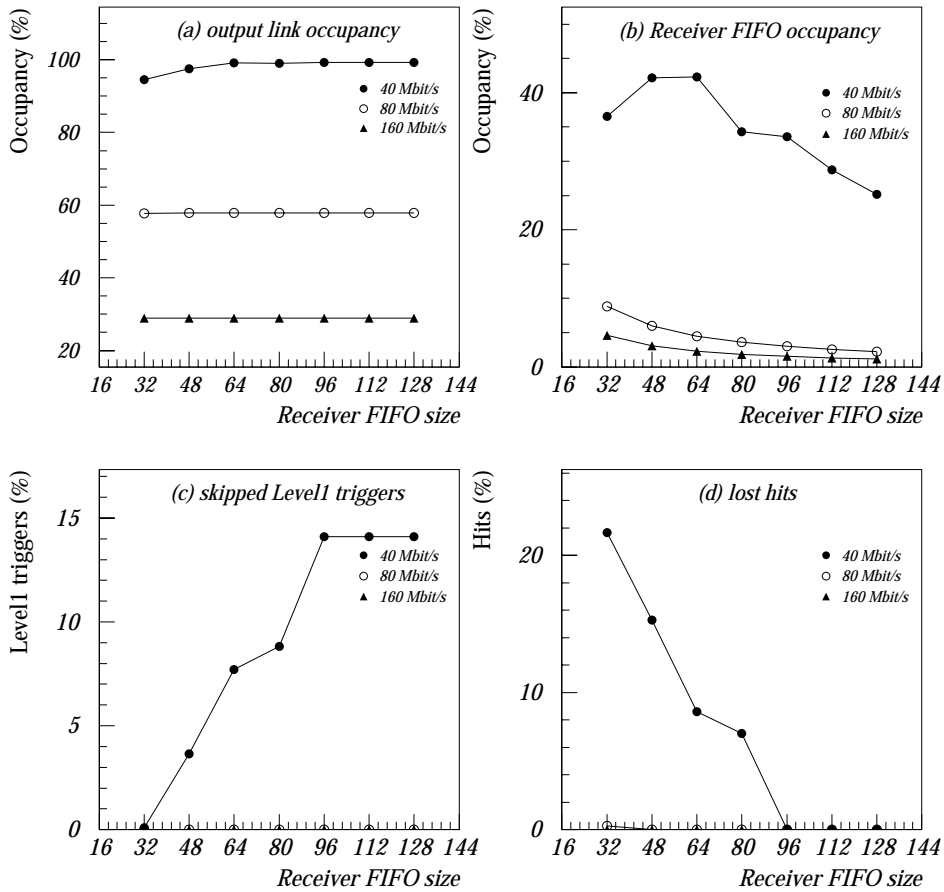 Occupancy (%)
(a) output link occupancy
100
80
60
40
20
40 Mbit/s
80 Mbit/s
160 Mbit/s
16 32 48 64 80 96 112 128 144
Receiver FIFO size
Occupancy (%)
(b) Receiver FIFO occupancy
40
20
0
40 Mbit/s
80 Mbit/s
160 Mbit/s
16 32 48 64 80 96 112 128 144
Receiver FIFO size
Level1 triggers (%)
(c) skipped Level1 triggers
15
10
5
0
40 Mbit/s
80 Mbit/s
160 Mbit/s
16 32 48 64 80 96 112 128 144
Receiver FIFO size
Hits (%)
(d) lost hits
20
10
0
40 Mbit/s
80 Mbit/s
160 Mbit/s
16 32 48 64 80 96 112 128 144
Receiver FIFO size